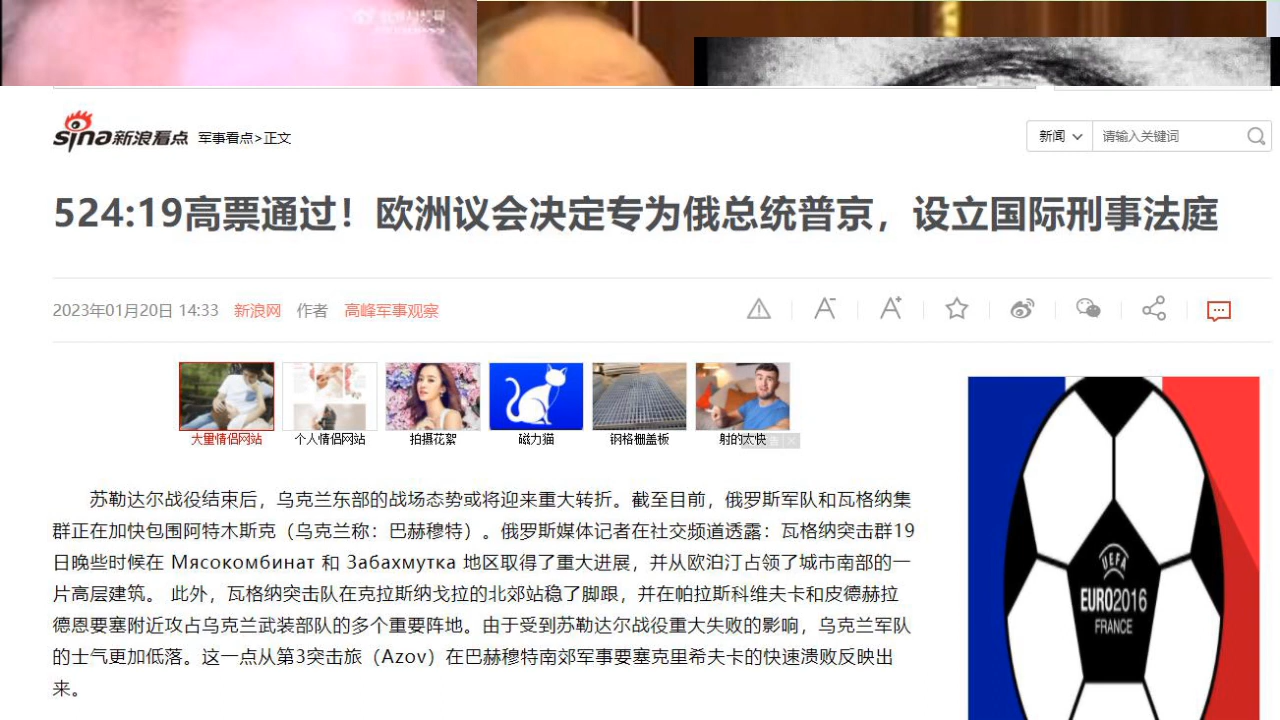 sina新浪看点 军事看点>正文
新闻 请输入关键词
524:19高票通过！欧洲议会决定专为俄总统普京，设立国际刑事法庭
2023年01月20日 14:33 新浪网 作者 高峰军事观察
A- A+
大量情侣网站 个人情侣网站 拍摄花絮 磁力猫 钢格栅盖板 射的太快
苏勒达尔战役结束后，乌克兰东部的战场态势或将迎来重大转折。截至目前，俄罗斯军队和瓦格纳集
群正在加快包围阿特木斯克（乌克兰称：巴赫穆特）。俄罗斯媒体记者在社交频道透露：瓦格纳突击群19
日晚些时候在 Мясокомбинат 和 Забахмутка 地区取得了重大进展，并从欧泊汀占领了城市南部的一
片高层建筑。 此外，瓦格纳突击队在克拉斯纳戈拉的北郊站稳了脚跟，并在帕拉斯科维夫卡和皮德赫拉
德恩要塞附近攻占乌克兰武装部队的多个重要阵地。由于受到苏勒达尔战役重大失败的影响，乌克兰军队
的士气更加低落。这一点从第3突击旅（Azov）在巴赫穆特南郊军事要塞克里希夫卡的快速溃败反映出
来。
UEFA
EURO2016
FRANCE